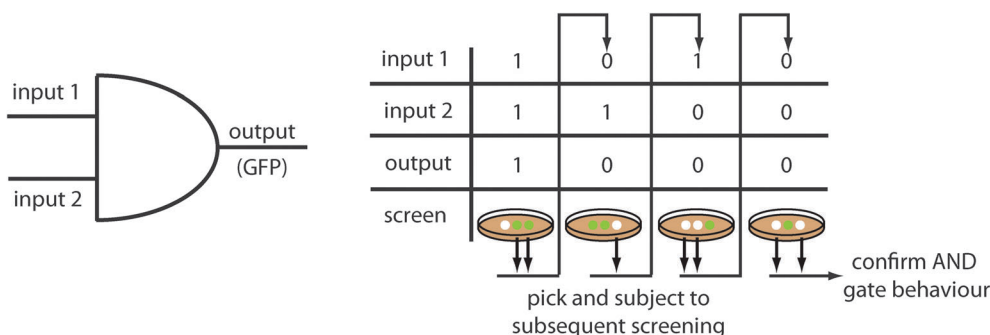 input 1
output
(GFP)
input 2
input 1 1 0 1 0
input 2 1 1 0 0
output 1 0 0 0
screen
pick and subject to
subsequent screening
confirm AND
gate behaviour